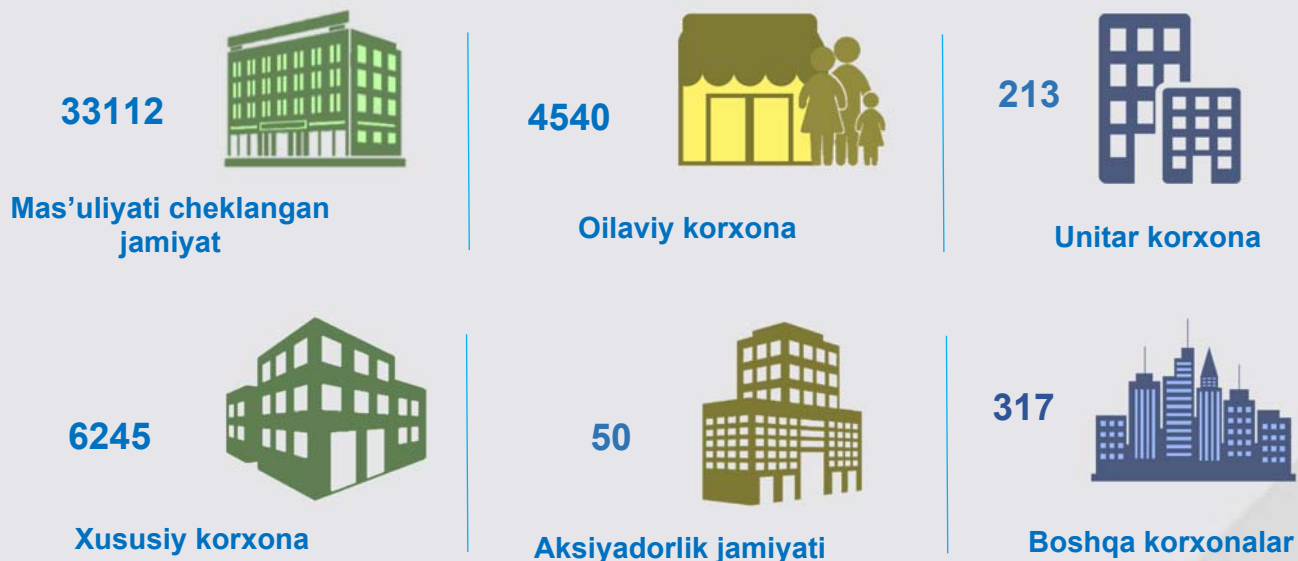 33112
Mas’uliyati cheklangan
jamiyat
4540
Oilaviy korxona
213
Unitar korxona
6245
Xususiy korxona
50
Aksiyadorlik jamiyati
317
Boshqa korxonalar